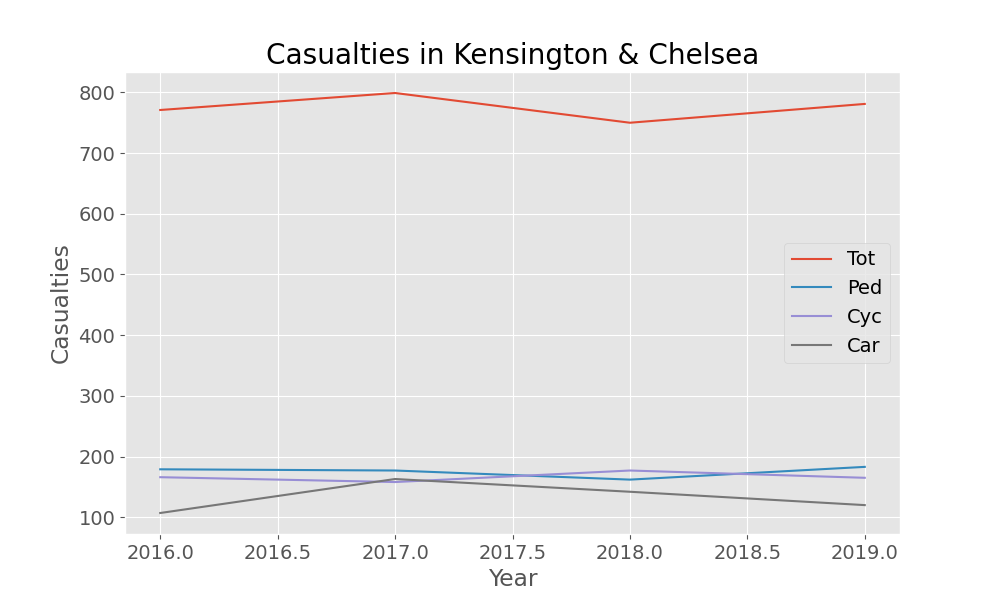 Casualties in Kensington & Chelsea
800
700
600
500
400
300
200
100
Casualties
Tot
Ped
Cyc
Car
2016.0 2016.5 2017.0 2017.5 2018.0 2018.5 2019.0
Year